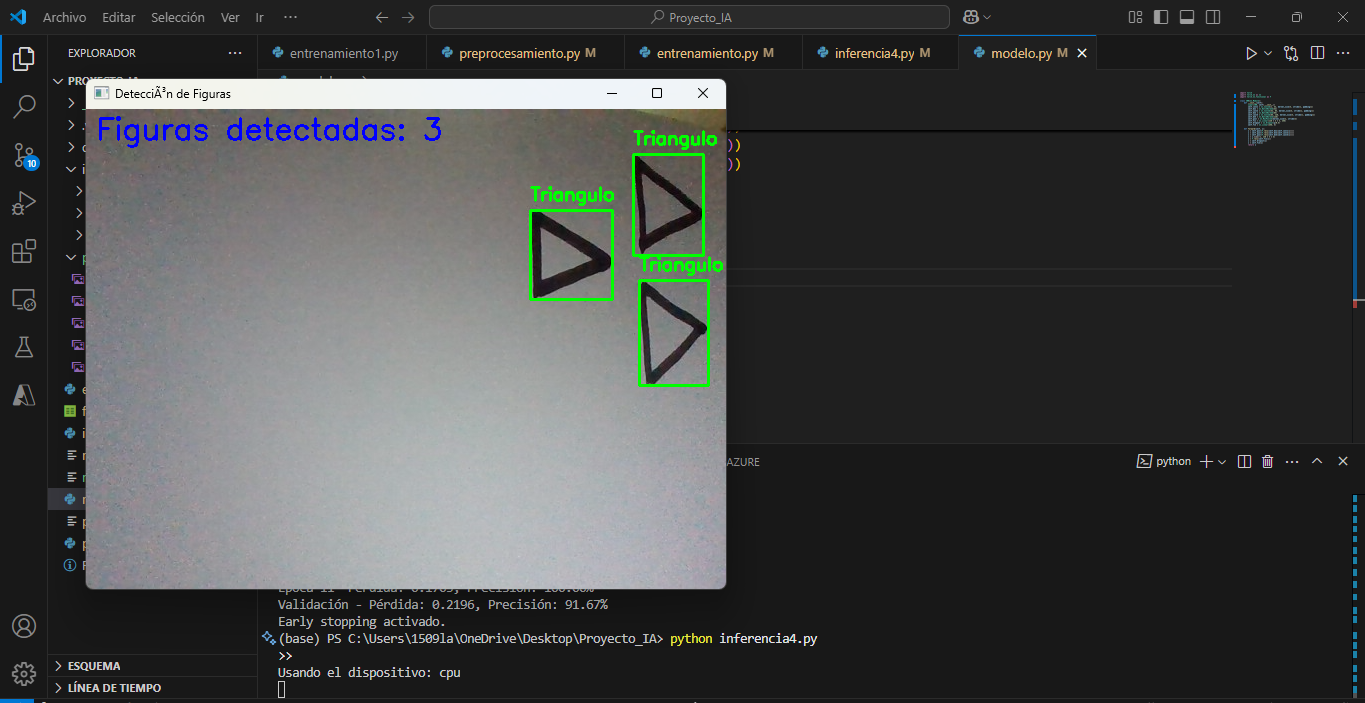 Archivo Editar Selección Ver Ir ···
Proyecto_IA
EXPLORADOR
entrenamiento1.py
preprocesamiento.py M
entrenamiento.py M
inferencia4.py M
modelo.py M
DetecciÃ³n de Figuras
Figuras detectadas: 3
Triangulo
Triangulo
Triangulo
))
))
10
AZURE
python
Validación - Pérdida: 0.2196, Precisión: 91.67%
Early stopping activado.
(base) PS C:\Users\1509la\OneDrive\Desktop\Proyecto_IA> python inferencia4.py
>>
Usando el dispositivo: cpu
ESQUEMA
LÍNEA DE TIEMPO